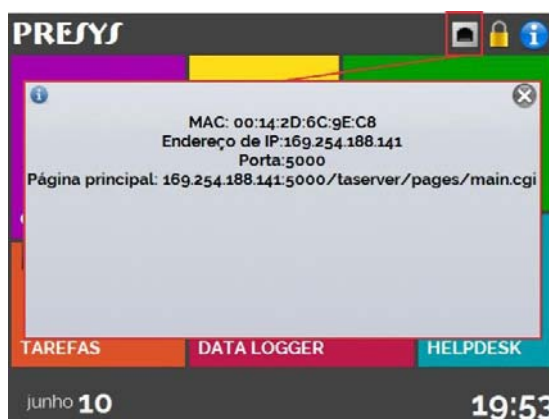 PRESYS
MAC: 00:14:2D:6C:9E:C8
Endereço de IP:169.254.188.141
Porta:5000
Página principal: 169.254.188.141:5000/taserver/pages/main.cgi
TAREFAS
DATA LOGGER
HELPDESK
junho 10
19:53